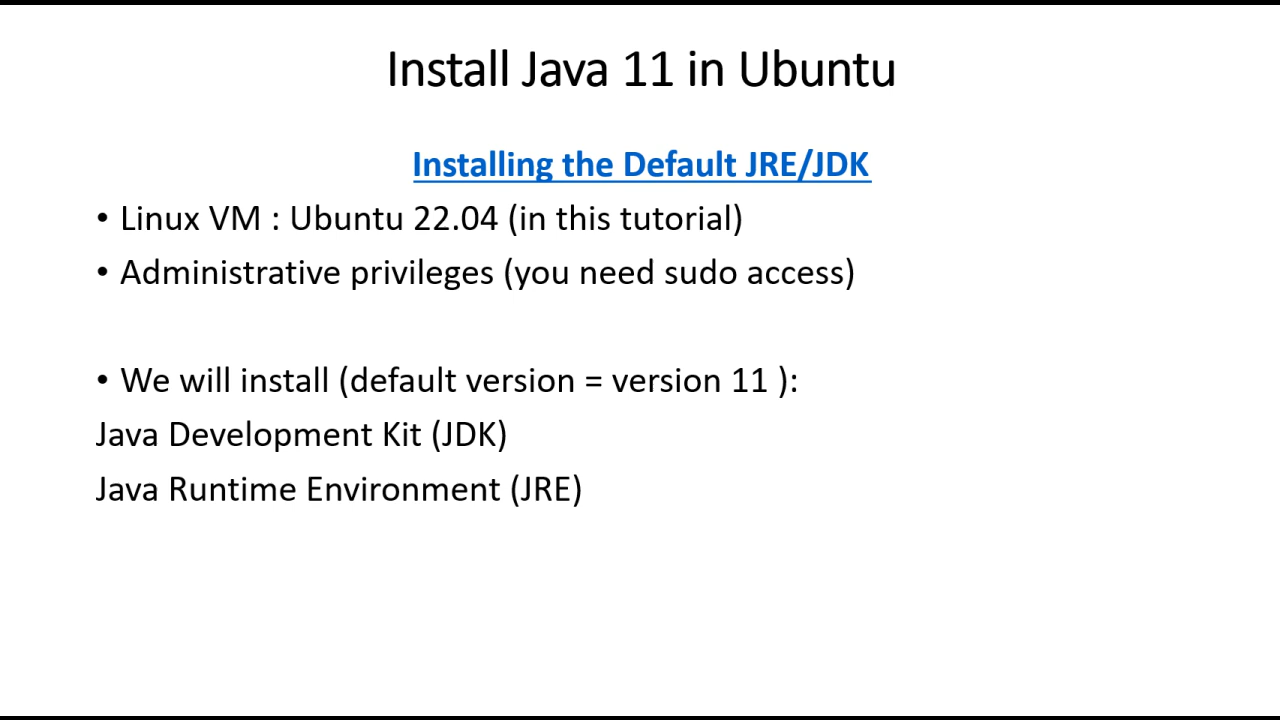 Install Java 11 in Ubuntu
Installing the Default JRE/JDK
• Linux VM : Ubuntu 22.04 (in this tutorial)
• Administrative privileges (you need sudo access)
• We will install (default version = version 11 ):
Java Development Kit (JDK)
Java Runtime Environment (JRE)